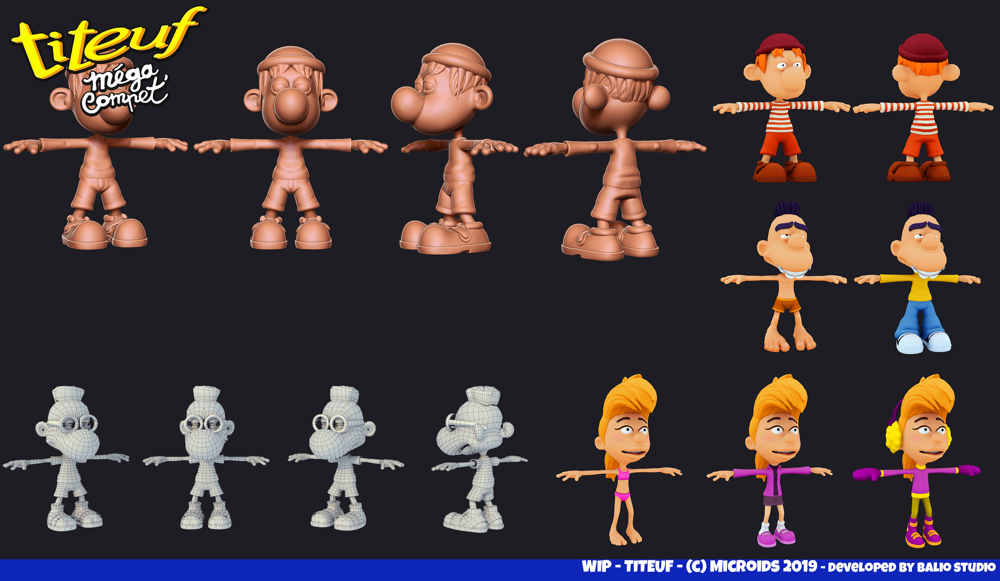 titeuf
méga
compet'
WIP - TITEUF - (C) MICROIDS 2019 - DEVELOPED BY BALIO STUDIO